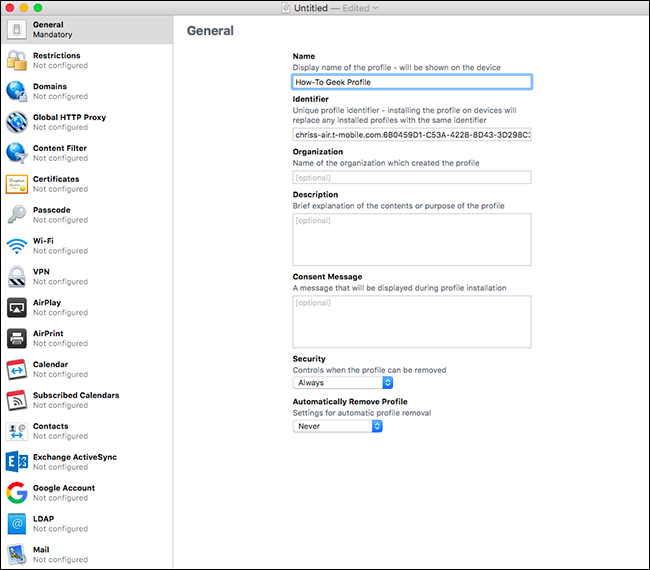 Untitled — Edited
General
Mandatory
Restrictions
Not configured
Domains
Not configured
Global HTTP Proxy
Not configured
Content Filter
Not configured
Certificates
Not configured
Passcode
Not configured
Wi-Fi
Not configured
VPN
Not configured
AirPlay
Not configured
AirPrint
Not configured
Calendar
Not configured
Subscribed Calendars
Not configured
Contacts
Not configured
Exchange ActiveSync
Not configured
Google Account
Not configured
LDAP
Not configured
Mail
Not configured
General
Name
Display name of the profile - will be shown on the device
How-To Geek Profile
Identifier
Unique profile identifier - installing the profile on devices will
replace any installed profiles with the same identifier
chriss-air.t-mobile.com.6B0459D1-C53A-4228-8D43-3D298C
Organization
Name of the organization which created the profile
[optional]
Description
Brief explanation of the contents or purpose of the profile
[optional]
Consent Message
A message that will be displayed during profile installation
[optional]
Security
Controls when the profile can be removed
Always
Automatically Remove Profile
Settings for automatic profile removal
Never